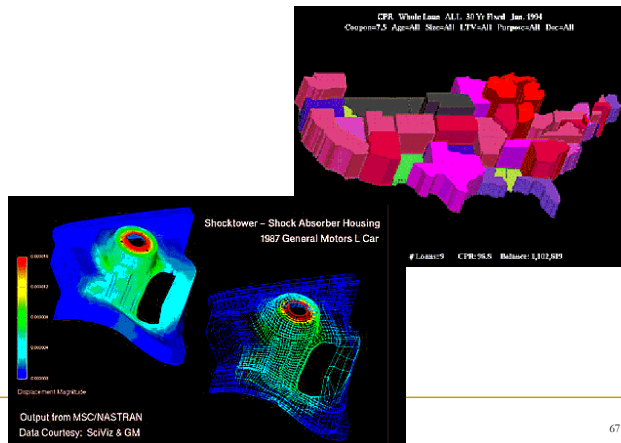 CPR Whole Loan ALL 30 Yr Fixed Jan. 1994
Coupon=7.5 Age=All Size=All LTV=All Purpose=All Doc=All
# Loans=9 CPR: 98.8 Balance: 1,102,819
Shocktower – Shock Absorber Housing
1987 General Motors L Car
Displacement Magnitude
Output from MSC/NASTRAN
Data Courtesy: SciViz & GM
67